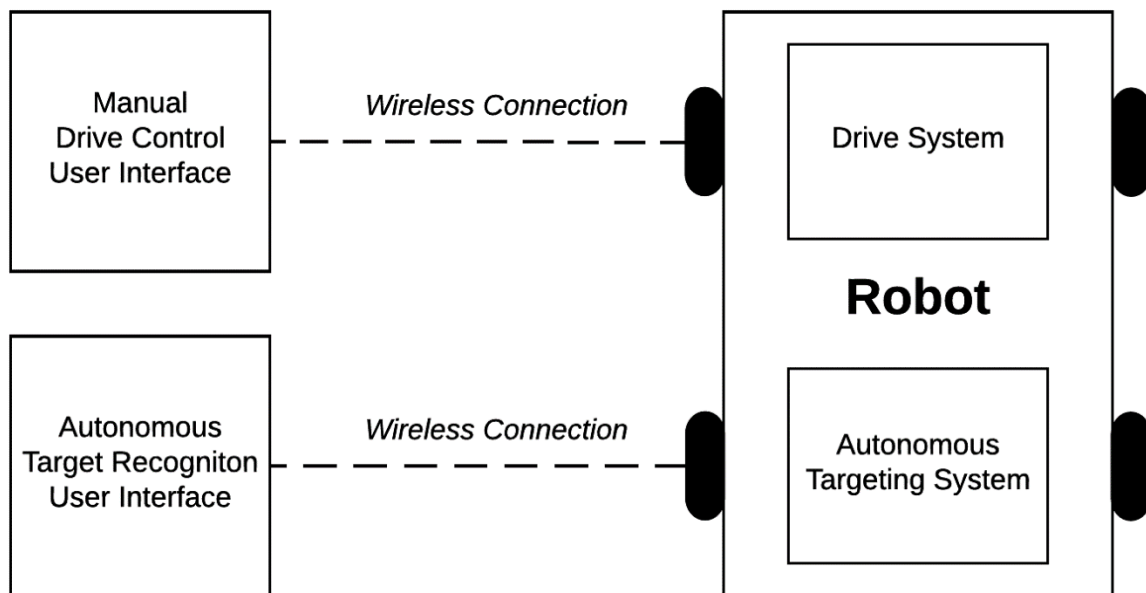 Manual
Drive Control
User Interface
Wireless Connection
Drive System
Robot
Autonomous
Target Recogniton
User Interface
Wireless Connection
Autonomous
Targeting System